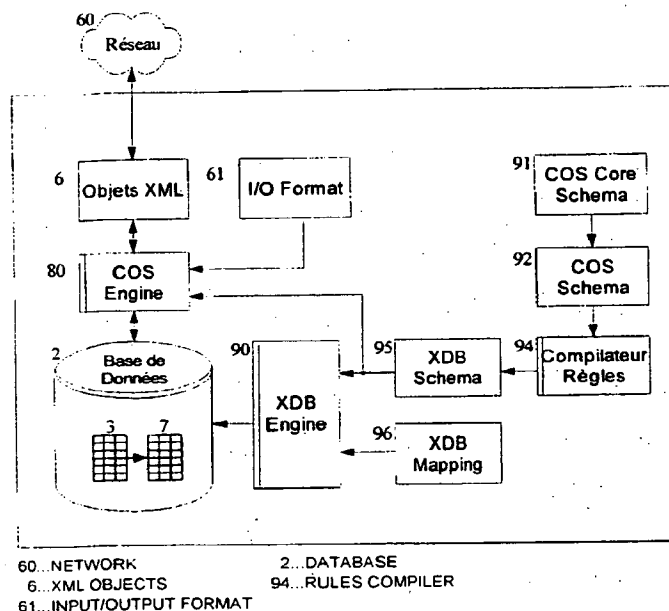 60
Réseau
6
Objets XML
61
I/O Format
91
COS Core
Schema
80
COS
Engine
92
COS
Schema
2
Base de
Données
90
XDB
Engine
95
XDB
Schema
94
Compilateur
Règles
3
7
96
XDB
Mapping
60...NETWORK
2...DATABASE
6...XML OBJECTS
94...RULES COMPILER
61...INPUT/OUTPUT FORMAT